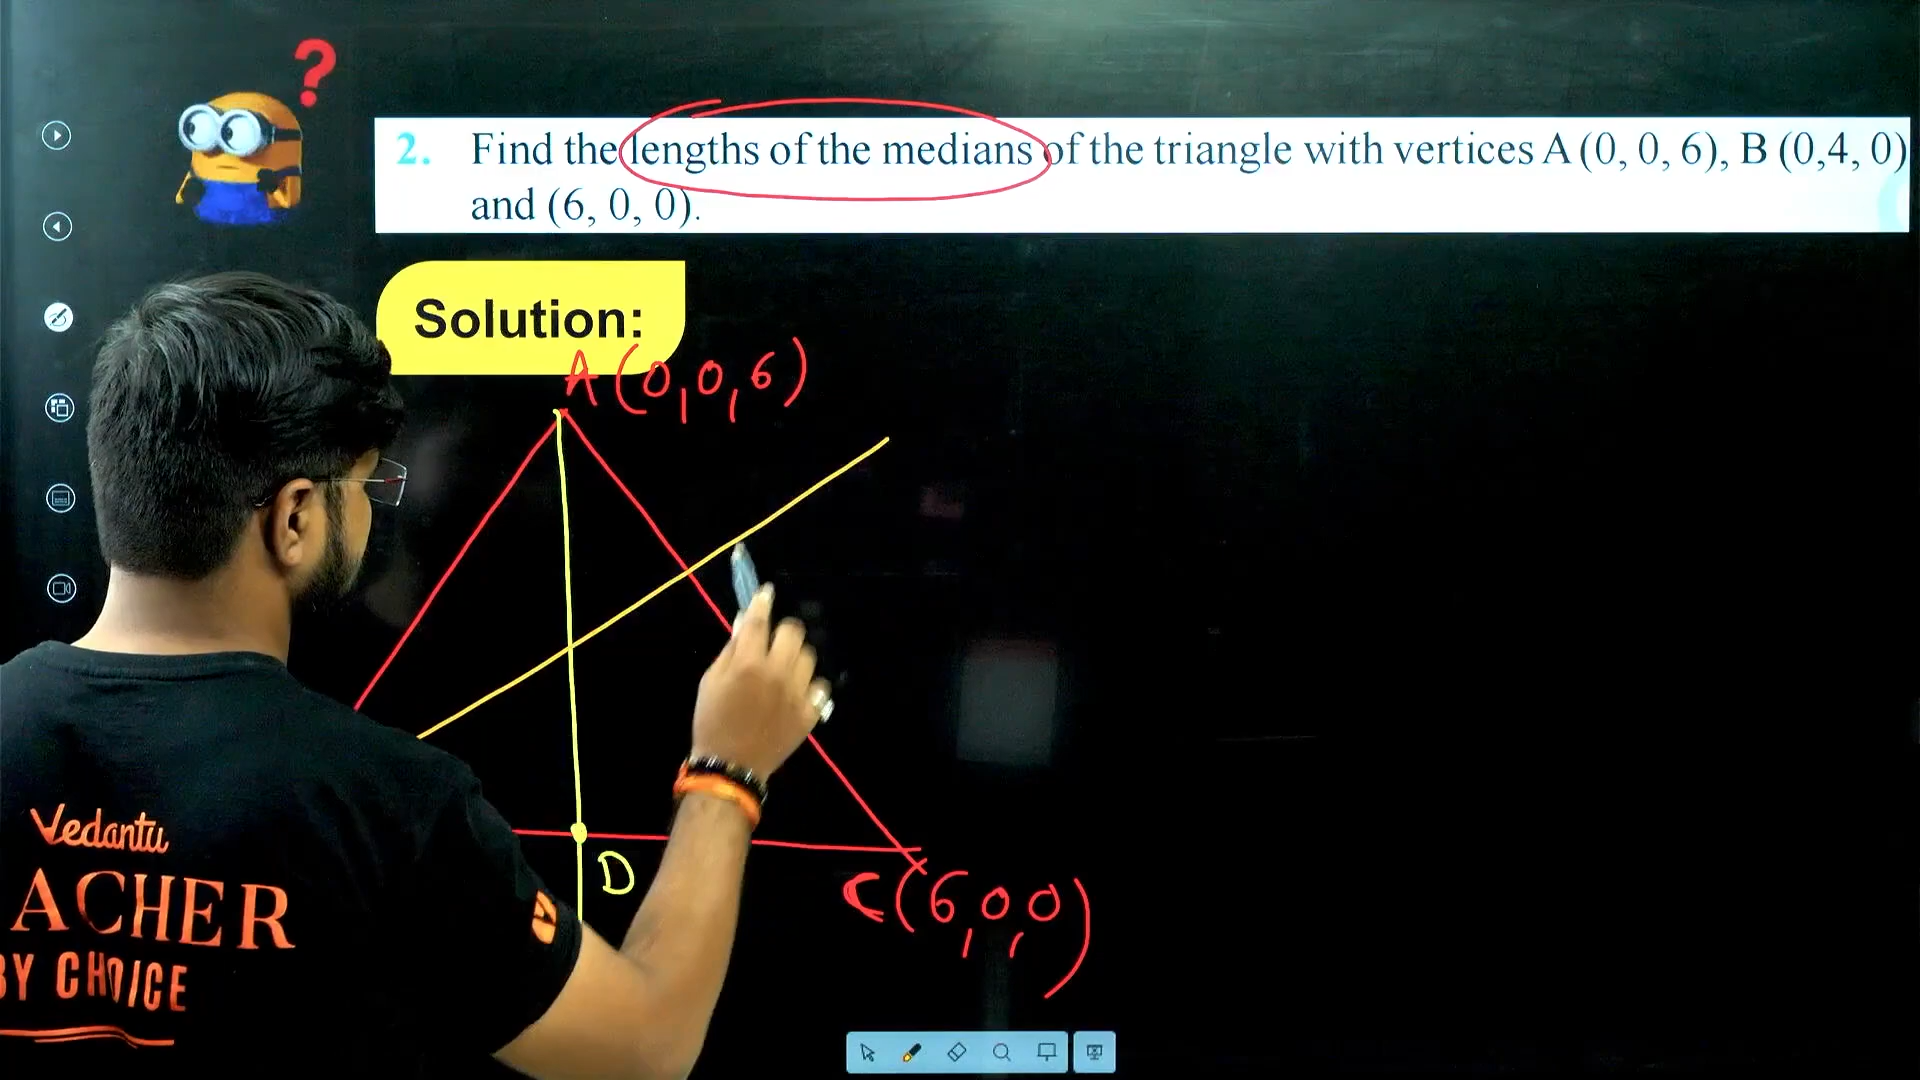 ?
2. Find the lengths of the medians of the triangle with vertices A (0, 0, 6), B (0,4, 0)
and (6, 0, 0).
Solution:
A (0,0,6)
D
C (6,0,0)
Vedantu
ACHER
BY CHOICE